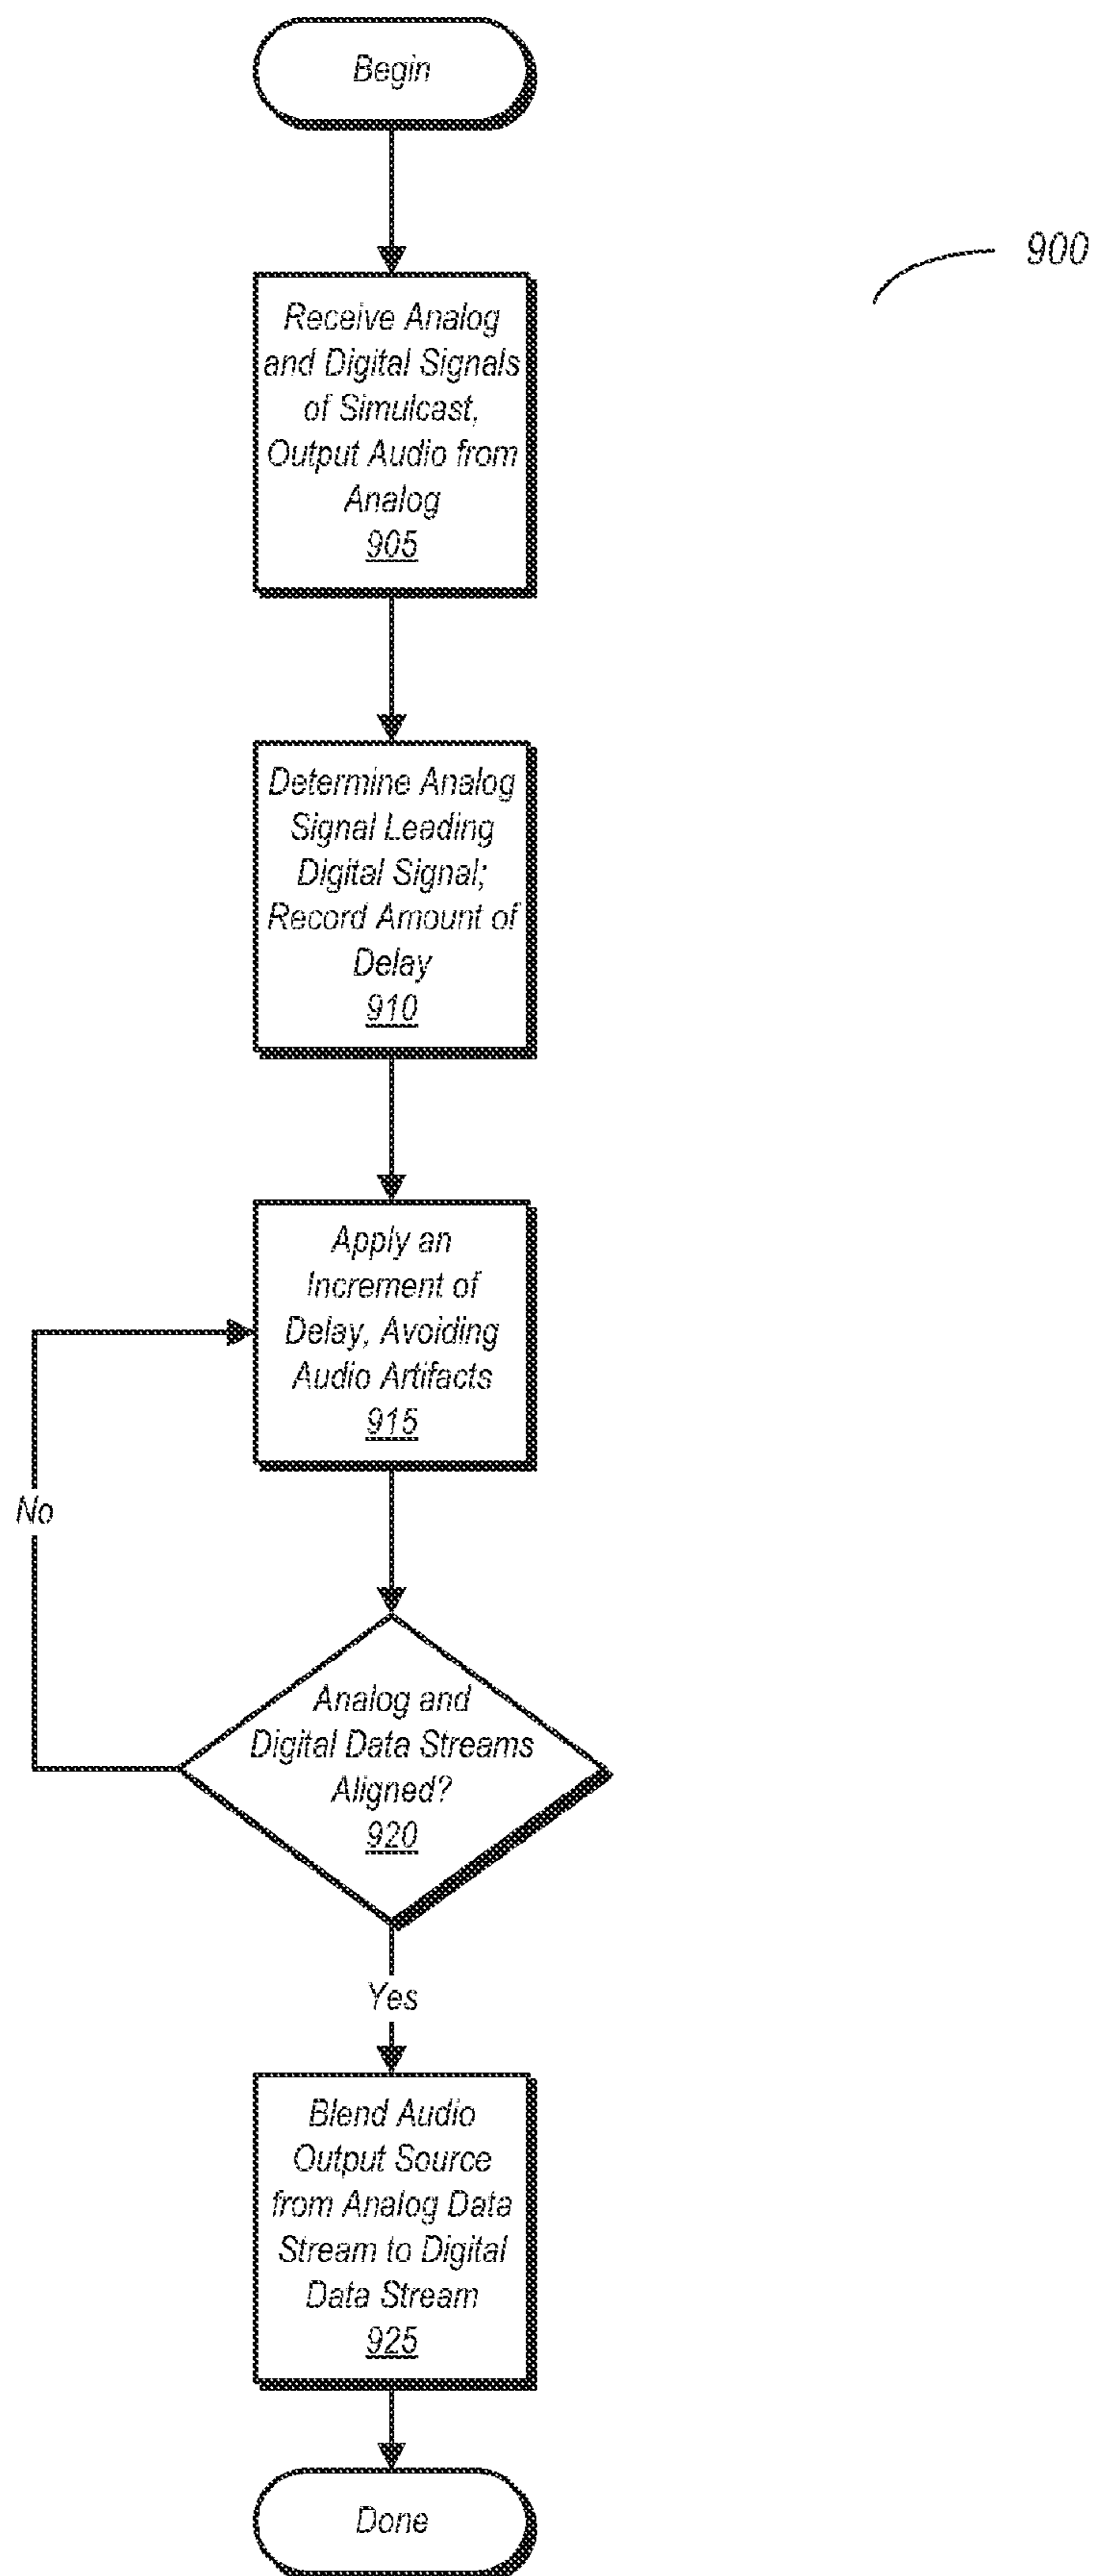 Begin
900
Receive Analog
and Digital Signals
of Simulcast,
Output Audio from
Analog
905
Determine Analog
Signal Leading
Digital Signal;
Record Amount of
Delay
910
Apply an
Increment of
Delay, Avoiding
Audio Artifacts
915
No
Analog and
Digital Data Streams
Aligned?
920
Yes
Blend Audio
Output Source
from Analog Data
Stream to Digital
Data Stream
925
Done